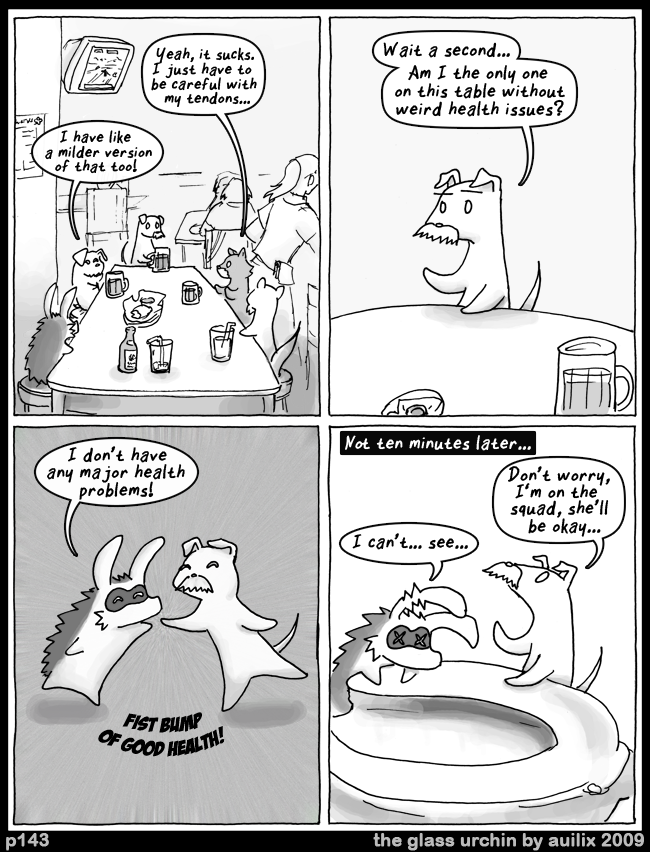 Yeah, it sucks.
I just have to
be careful with
my tendons...
I have like
a milder version
of that too!
Wait a second...
Am I the only one
on this table without
weird health issues?
I don't have
any major health
problems!
FIST BUMP
OF GOOD HEALTH!
Not ten minutes later...
Don't worry,
I'm on the
squad, she'll
be okay...
I can't... see...
p143
the glass urchin by auilix 2009